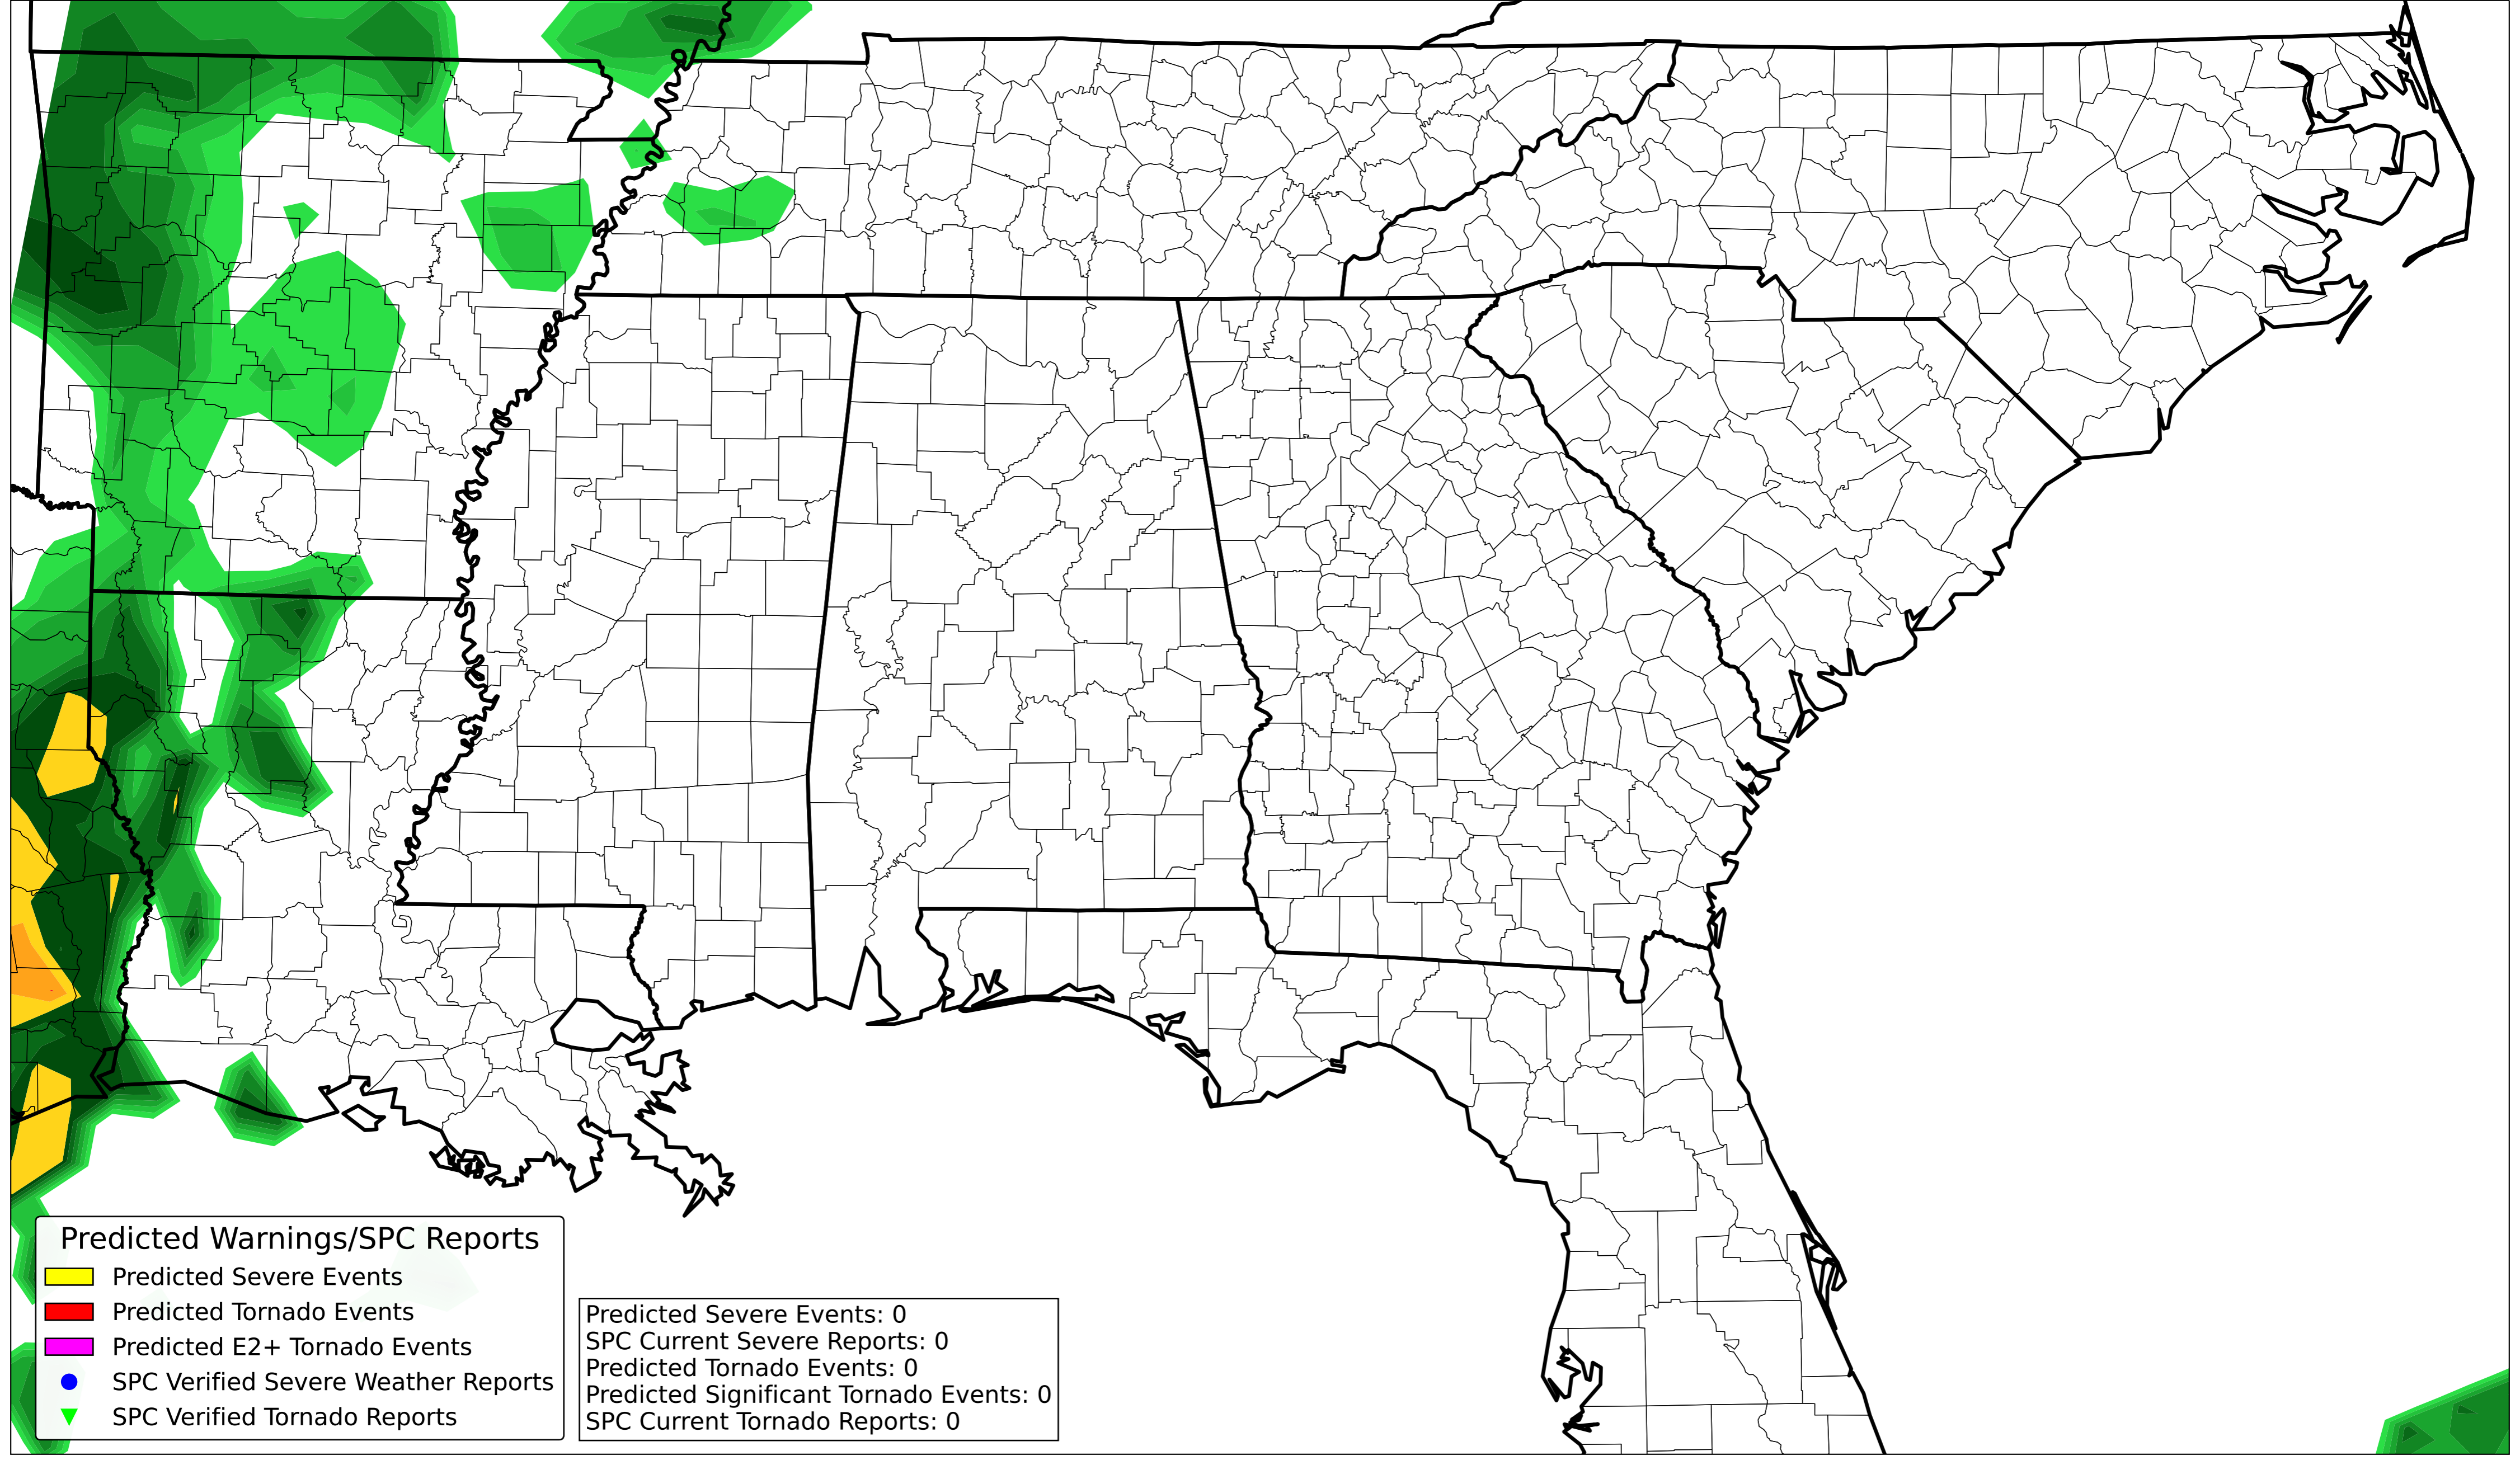 Predicted Warnings/SPC Reports
Predicted Severe Events
Predicted Tornado Events
Predicted E2+ Tornado Events
SPC Verified Severe Weather Reports
SPC Verified Tornado Reports
Predicted Severe Events: 0
SPC Current Severe Reports: 0
Predicted Tornado Events: 0
Predicted Significant Tornado Events: 0
SPC Current Tornado Reports: 0